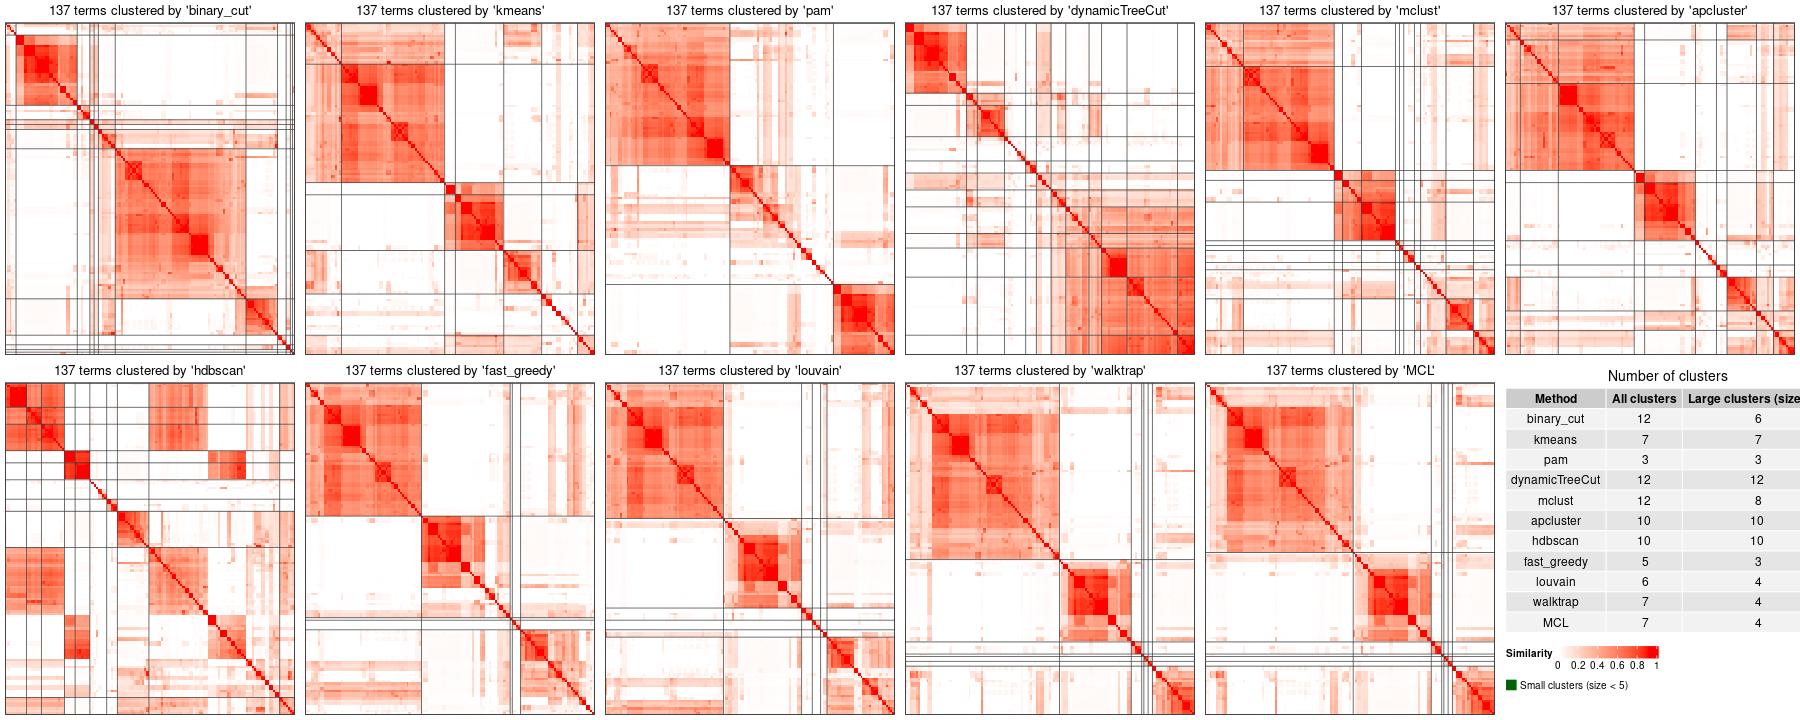 137 terms clustered by 'binary_cut'
137 terms clustered by 'kmeans'
137 terms clustered by 'pam'
137 terms clustered by 'dynamicTreeCut'
137 terms clustered by 'mclust'
137 terms clustered by 'apcluster'
137 terms clustered by 'hdbscan'
137 terms clustered by 'fast_greedy'
137 terms clustered by 'louvain'
137 terms clustered by 'walktrap'
137 terms clustered by 'MCL'
Number of clusters
Method All clusters Large clusters (size
binary_cut 12 6
kmeans 7 7
pam 3 3
dynamicTreeCut 12 12
mclust 12 8
apcluster 10 10
hdbscan 10 10
fast_greedy 5 3
louvain 6 4
walktrap 7 4
MCL 7 4
Similarity
0 0.2 0.4 0.6 0.8 1
Small clusters (size < 5)